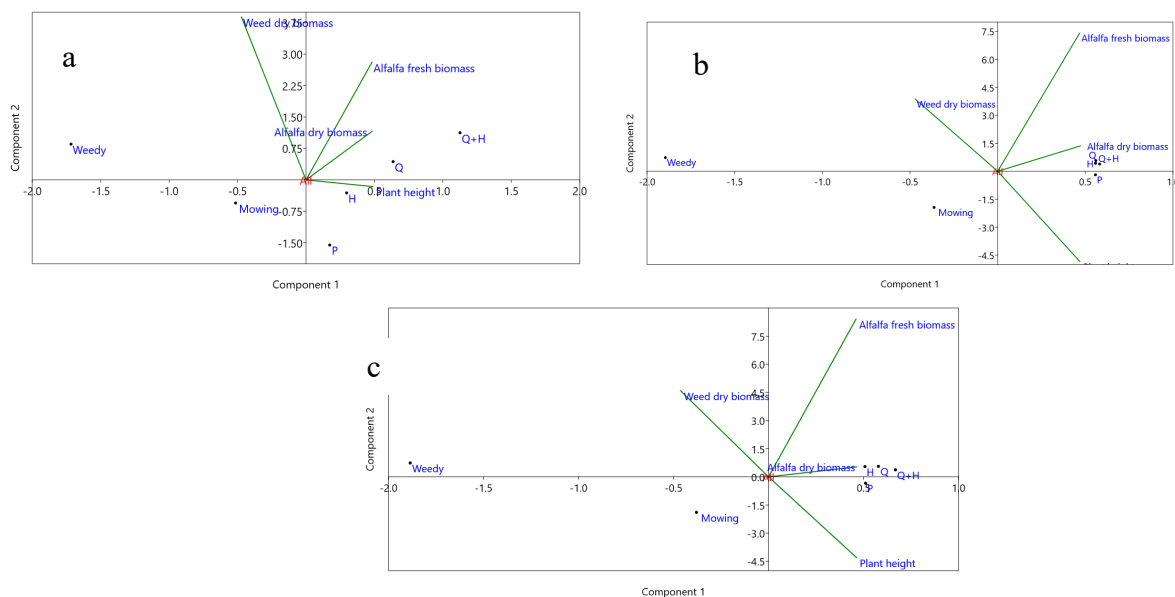 a
Weed dry biomass
3.75
3.00
Alfalfa fresh biomass
2.25
1.50
Alfalfa dry biomass
Q+H
Weedy
0.75
Q
-2.0 -1.5 -1.0 -0.5 0.5 1.0 1.5 2.0
Plant height
H
Mowing
-0.75
-1.50
P
Component 2
Component 1
b
7.5
Alfalfa fresh biomass
6.0
4.5
Weed dry biomass
3.0
1.5
Alfalfa dry biomass
Weedy
Q
Q+H
H
-2.0 -1.5 -1.0 -0.5 0.0 0.5 1.0
P
-1.5
Mowing
-3.0
-4.5
Component 2
Component 1
c
7.5
Alfalfa fresh biomass
6.0
4.5
Weed dry biomass
3.0
1.5
Alfalfa dry biomass
Weedy
H
Q
Q+H
0.0
-2.0 -1.5 -1.0 -0.5 0.5 1.0
P
-1.5
Mowing
-3.0
-4.5
Plant height
Component 2
Component 1